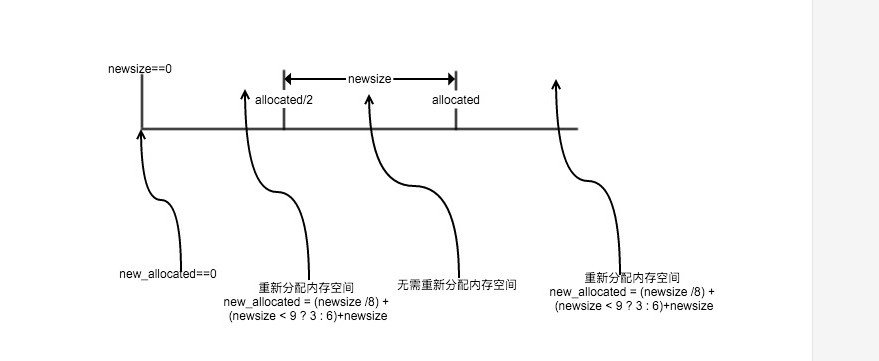 newsize==0
newsize
allocated/2
allocated
new_allocated==0
重新分配内存空间
new_allocated = (newsize /8) +
(newsize < 9 ? 3 : 6)+newsize
无需重新分配内存空间
重新分配内存空间
new_allocated = (newsize /8) +
(newsize < 9 ? 3 : 6)+newsize